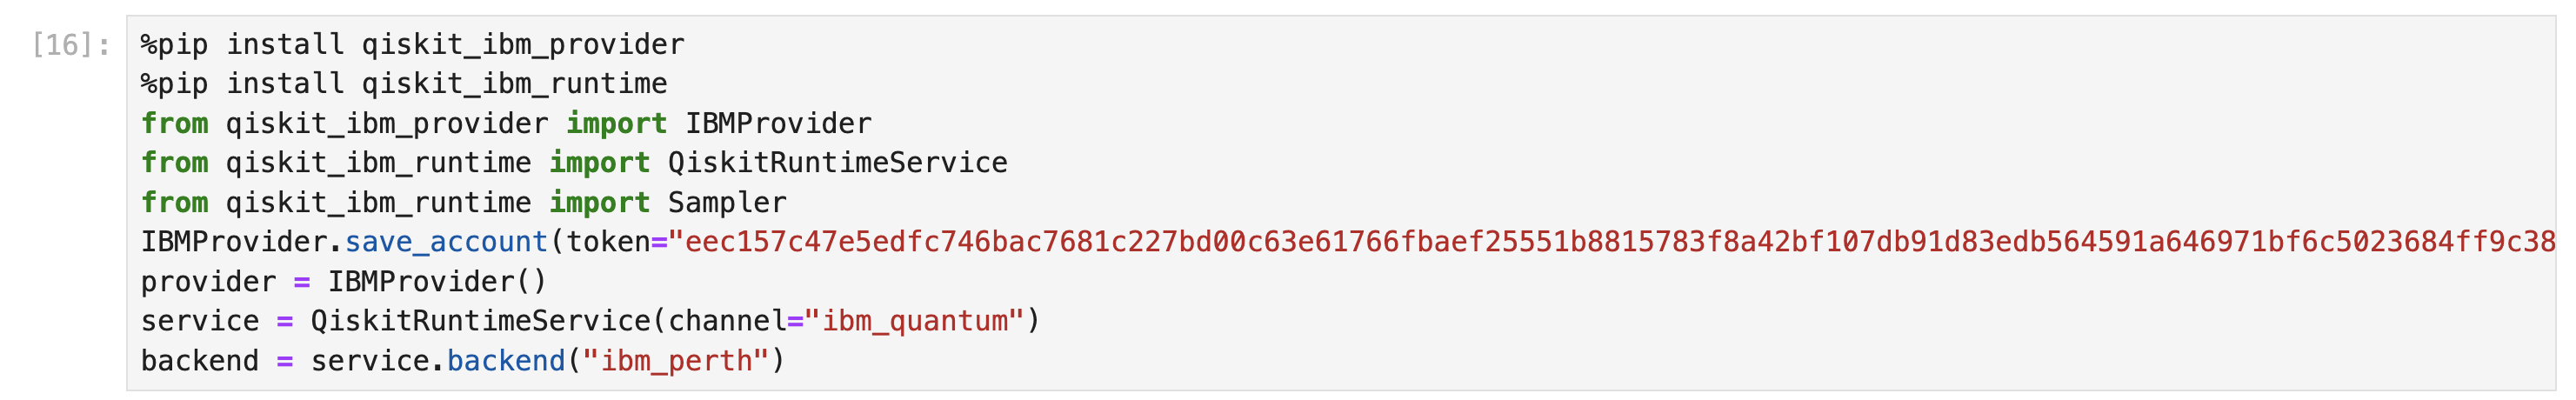 [16]: %pip install qiskit_ibm_provider
%pip install qiskit_ibm_runtime
from qiskit_ibm_provider import IBMProvider
from qiskit_ibm_runtime import QiskitRuntimeService
from qiskit_ibm_runtime import Sampler
IBMProvider.save_account(token="eec157c47e5edfc746bac7681c227bd00c63e61766fbaef25551b8815783f8a42bf107db91d83edb564591a646971bf6c5023684ff9c38
provider = IBMProvider()
service = QiskitRuntimeService(channel="ibm_quantum")
backend = service.backend("ibm_perth")